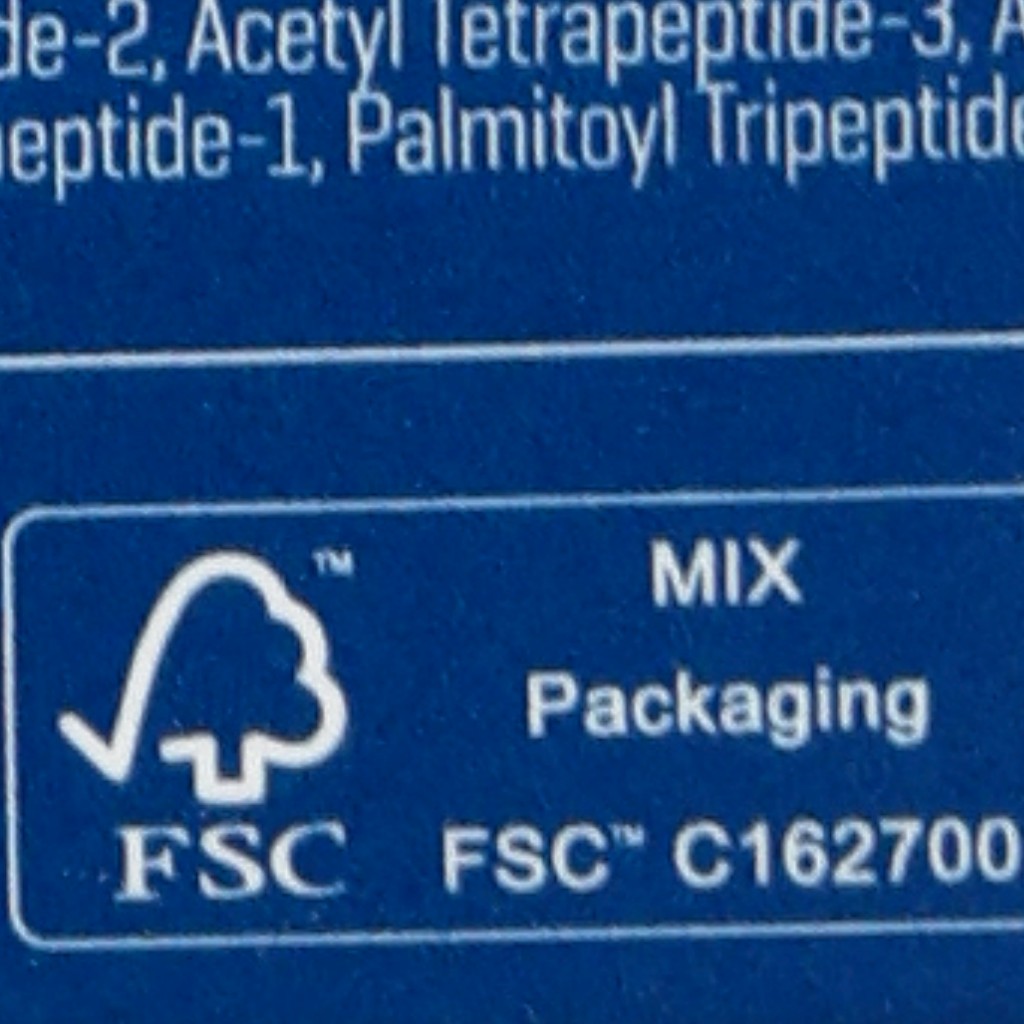 de-2, Acetyl Tetrapeptide-3, A
eptide-1, Palmitoyl Tripeptide
™
MIX
Packaging
FSC
FSC™ C162700